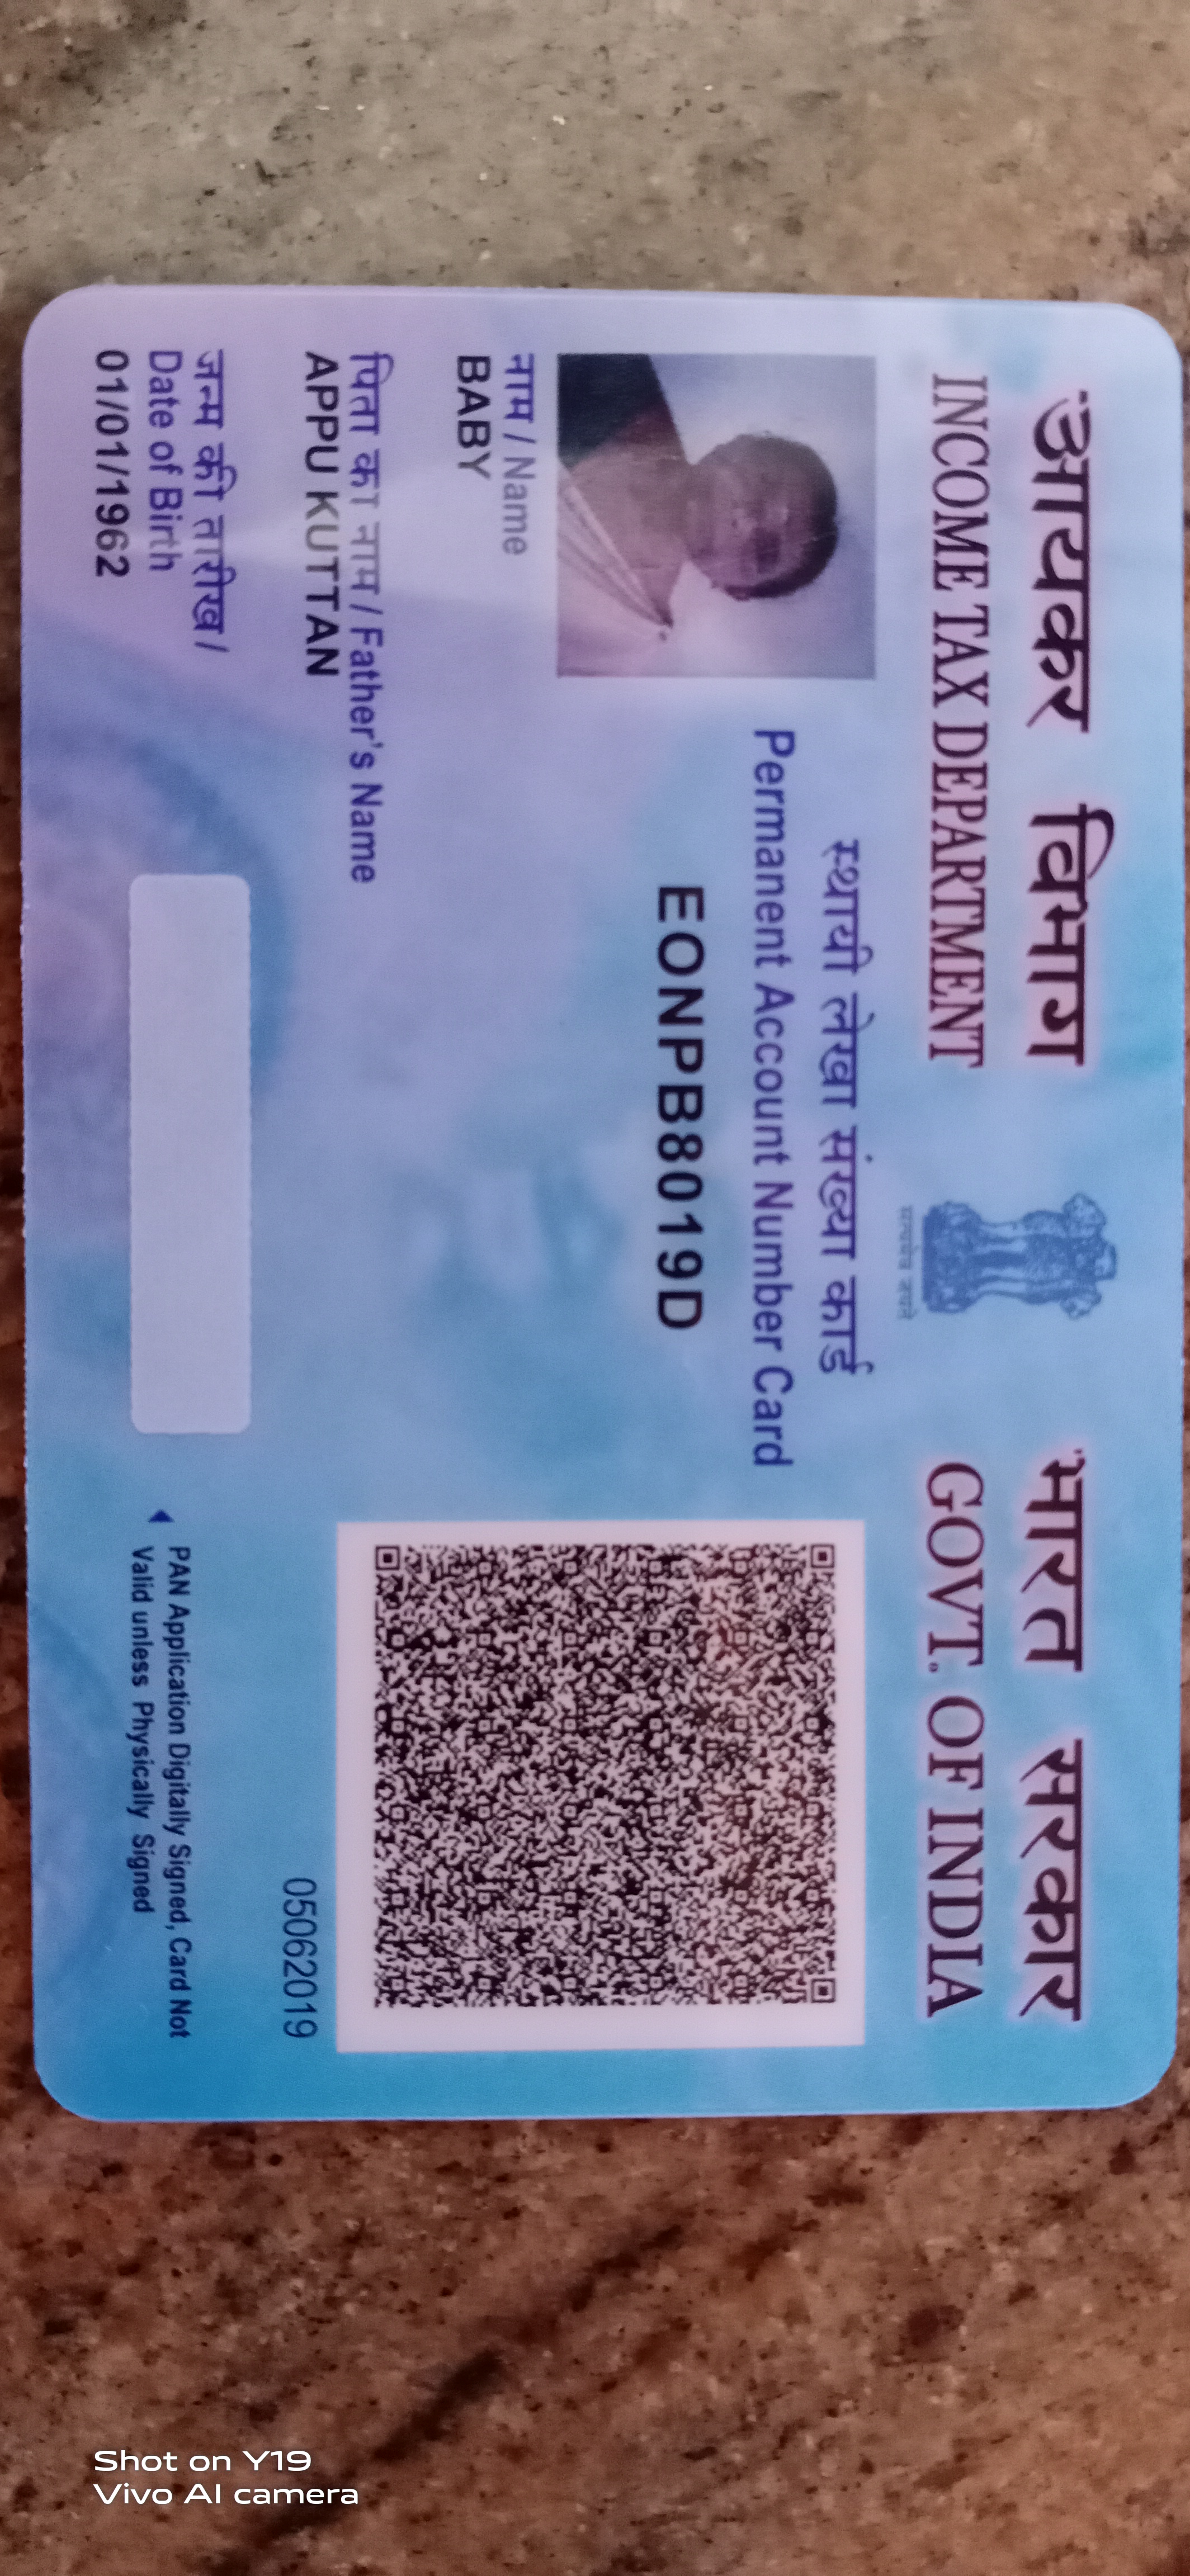 आयकर विभाग
INCOME TAX DEPARTMENT
सत्यमेव जयते
भारत सरकार
GOVT. OF INDIA
स्थायी लेखा संख्या कार्ड
Permanent Account Number Card
EONPB8019D
नाम / Name
BABY
पिता का नाम / Father's Name
APPU KUTTAN
जन्म की तारीख /
Date of Birth
01/01/1962
05062019
PAN Application Digitally Signed, Card Not
Valid unless Physically Signed
Shot on Y19
Vivo AI camera